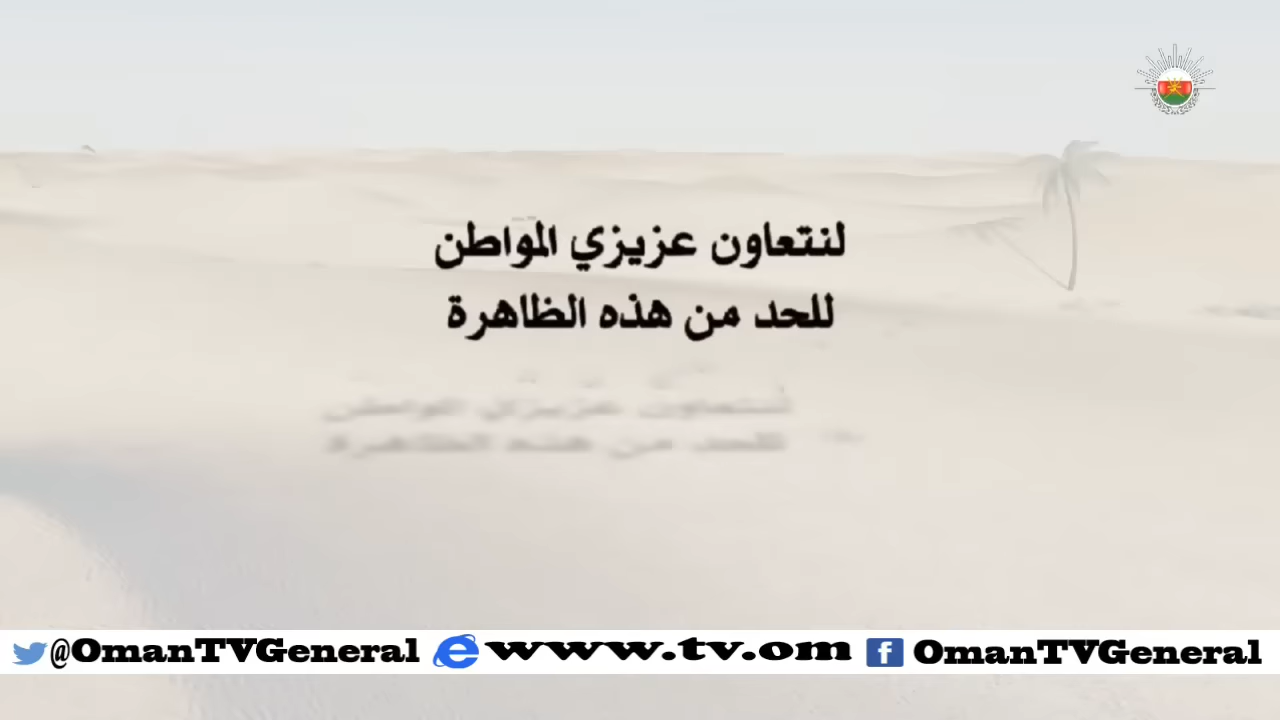 لنتعاون عزيزي المواطن
للحد من هذه الظاهرة
@OmanTVGeneral www.tv.om OmanTVGeneral